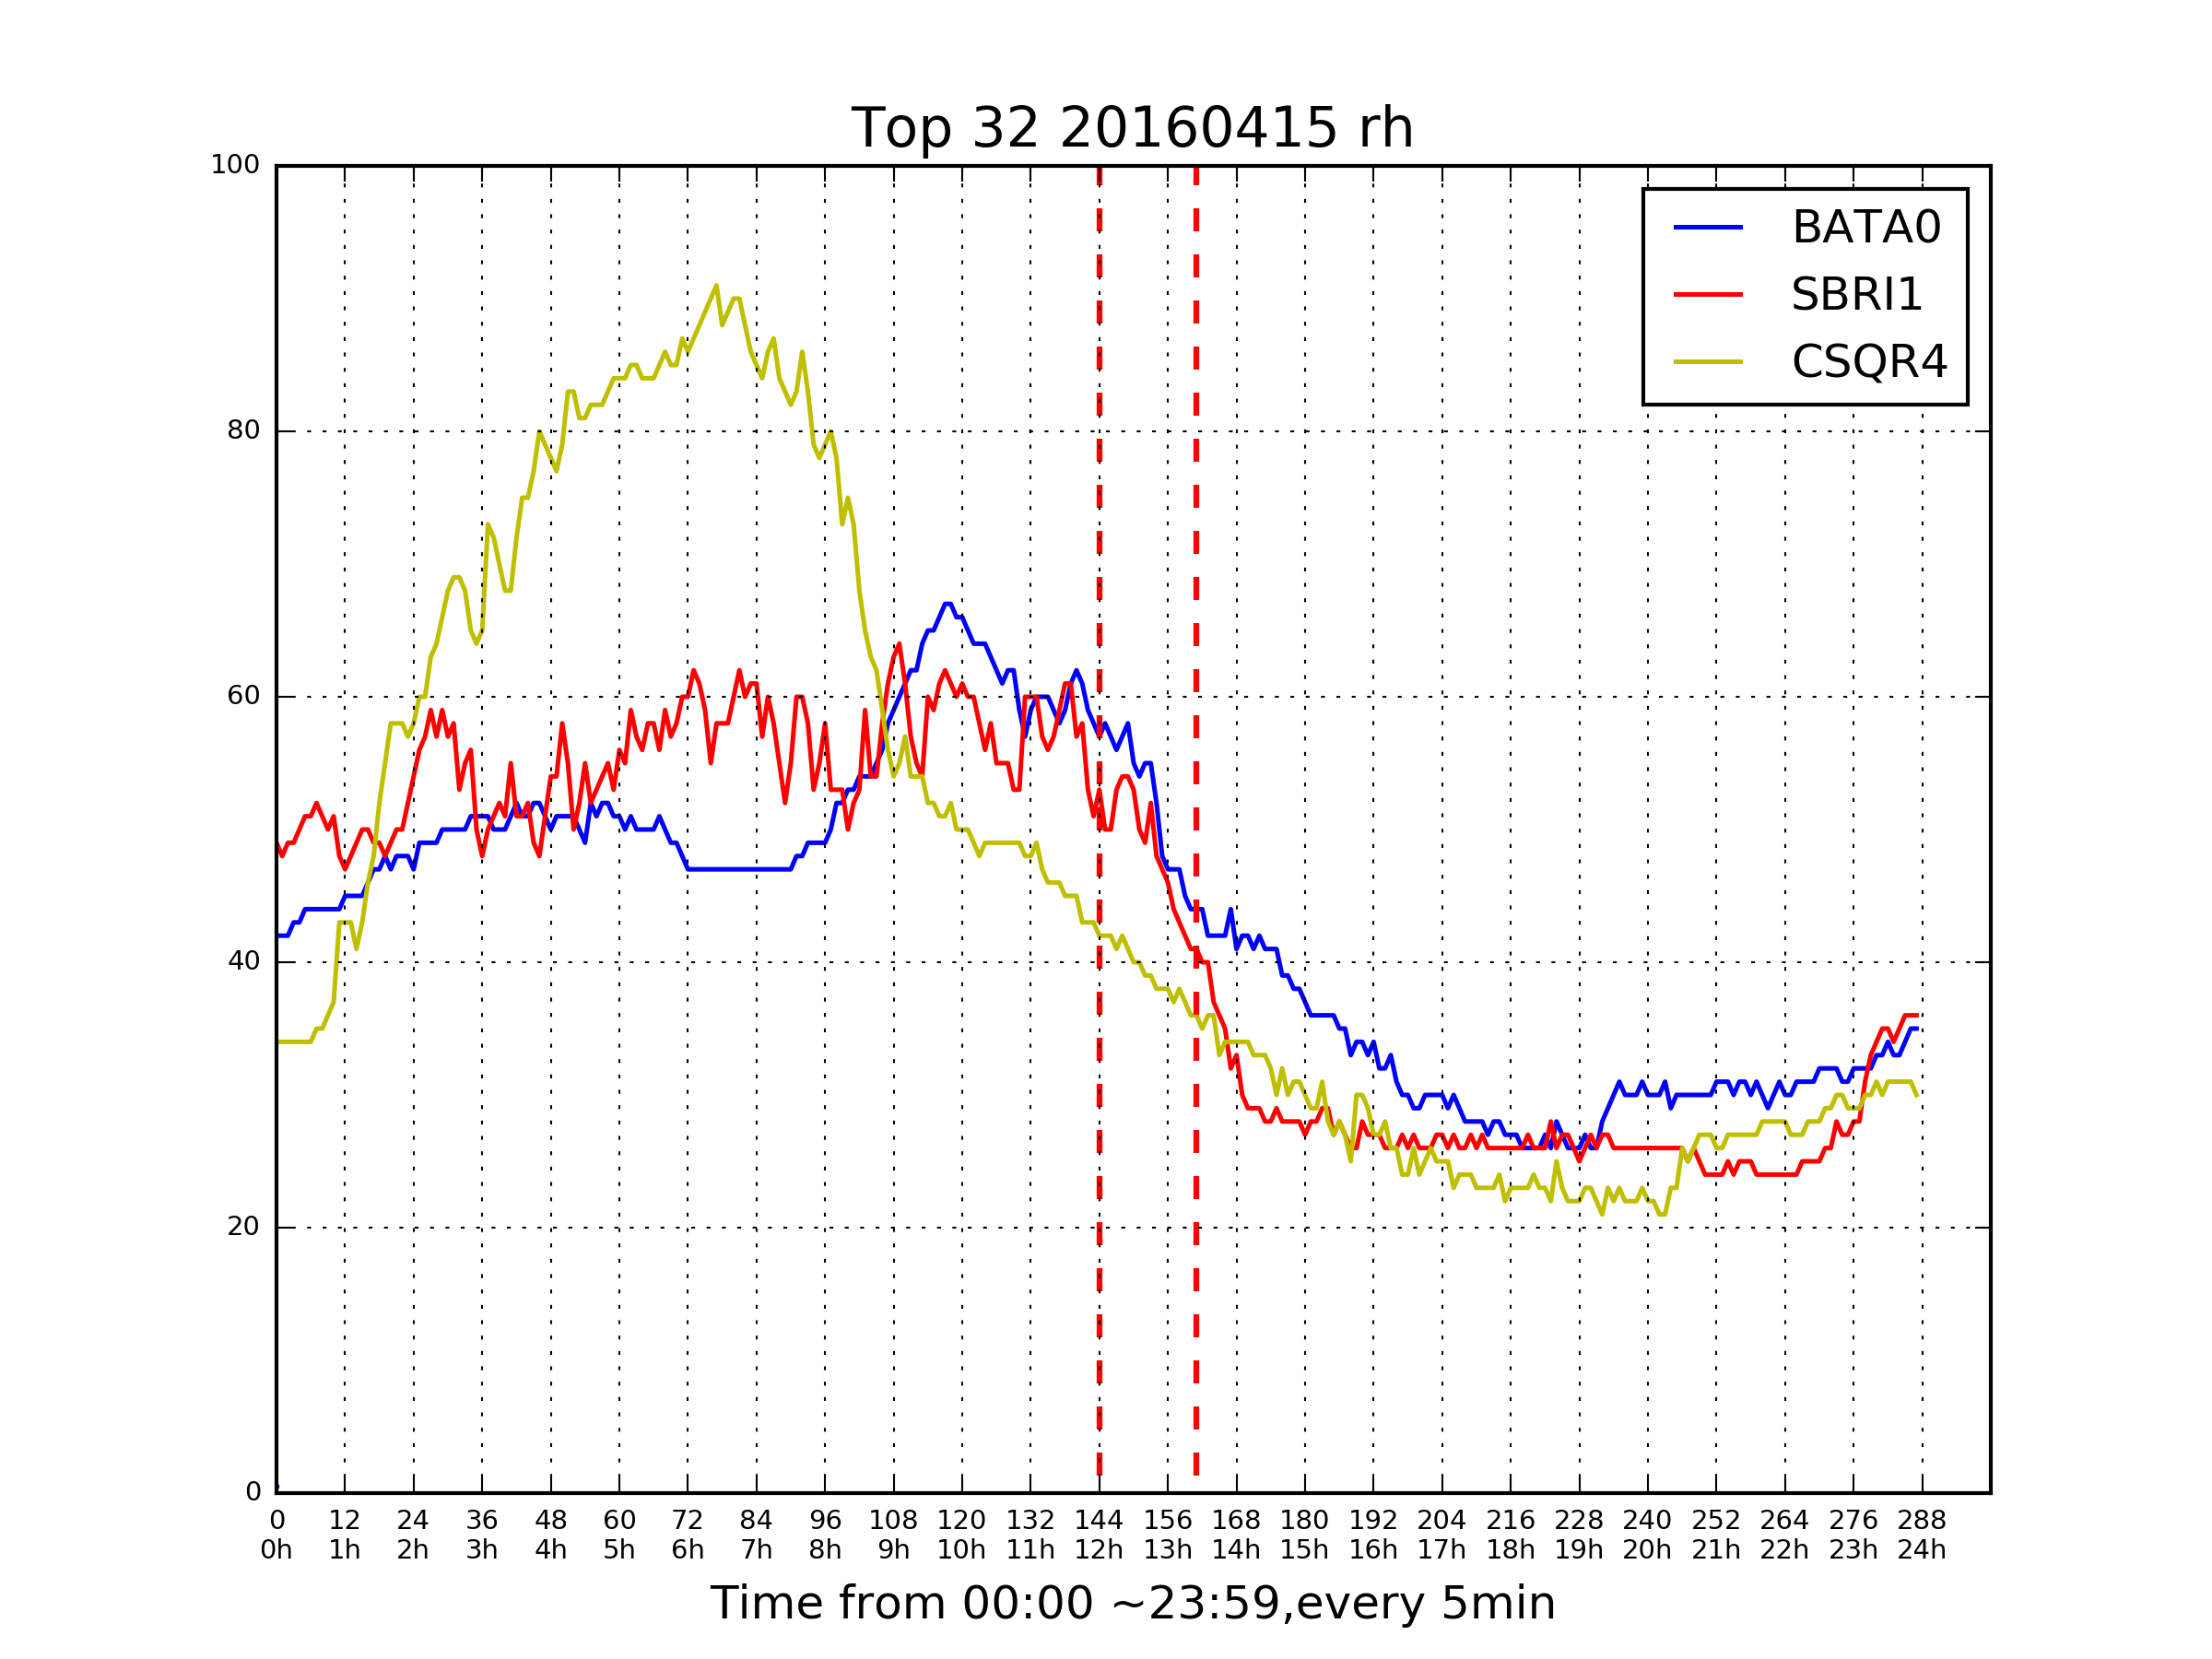 Top 32 20160415 rh
100
80
60
40
20
0
BATA0
SBRI1
CSQR4
0 12 24 36 48 60 72 84 96 108 120 132 144 156 168 180 192 204 216 228 240 252 264 276 288
0h 1h 2h 3h 4h 5h 6h 7h 8h 9h 10h 11h 12h 13h 14h 15h 16h 17h 18h 19h 20h 21h 22h 23h 24h
Time from 00:00 ~23:59,every 5min